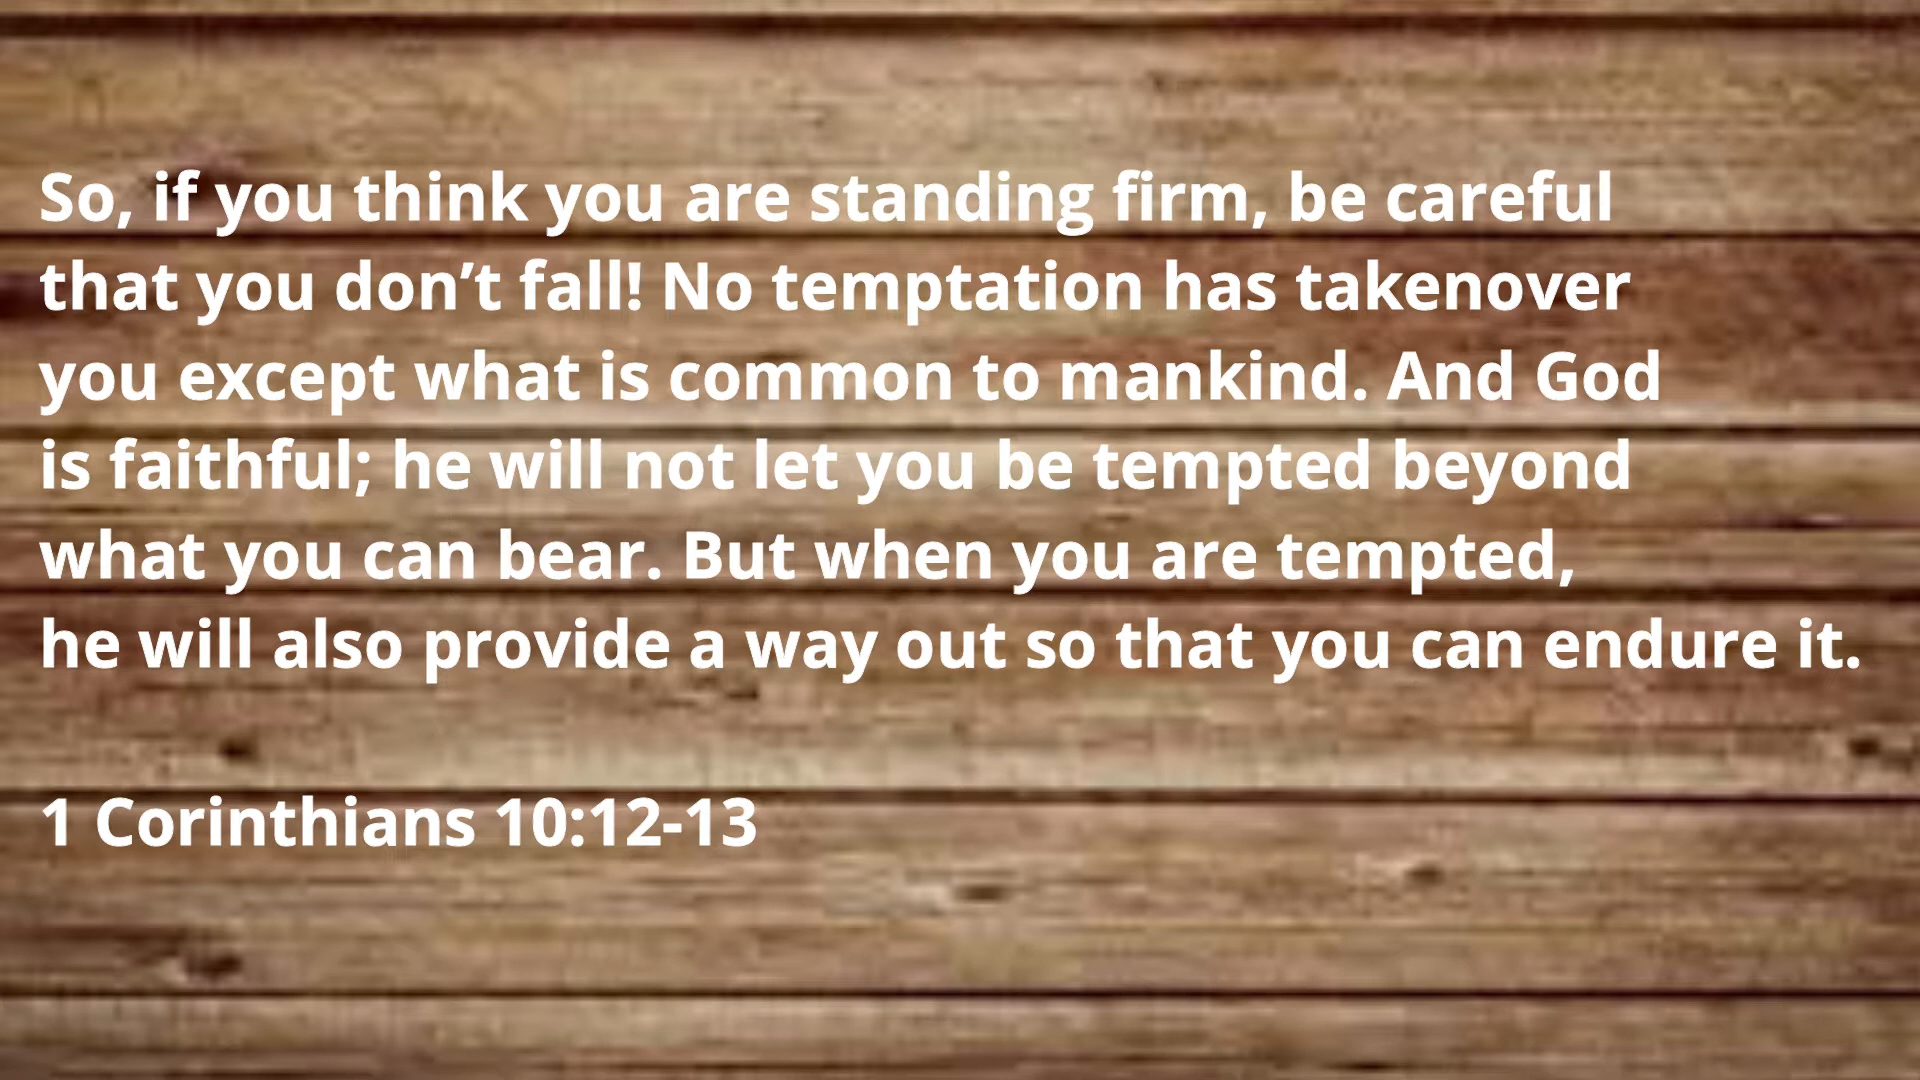 So, if you think you are standing firm, be careful
that you don’t fall! No temptation has takenover
you except what is common to mankind. And God
is faithful; he will not let you be tempted beyond
what you can bear. But when you are tempted,
he will also provide a way out so that you can endure it.
1 Corinthians 10:12-13